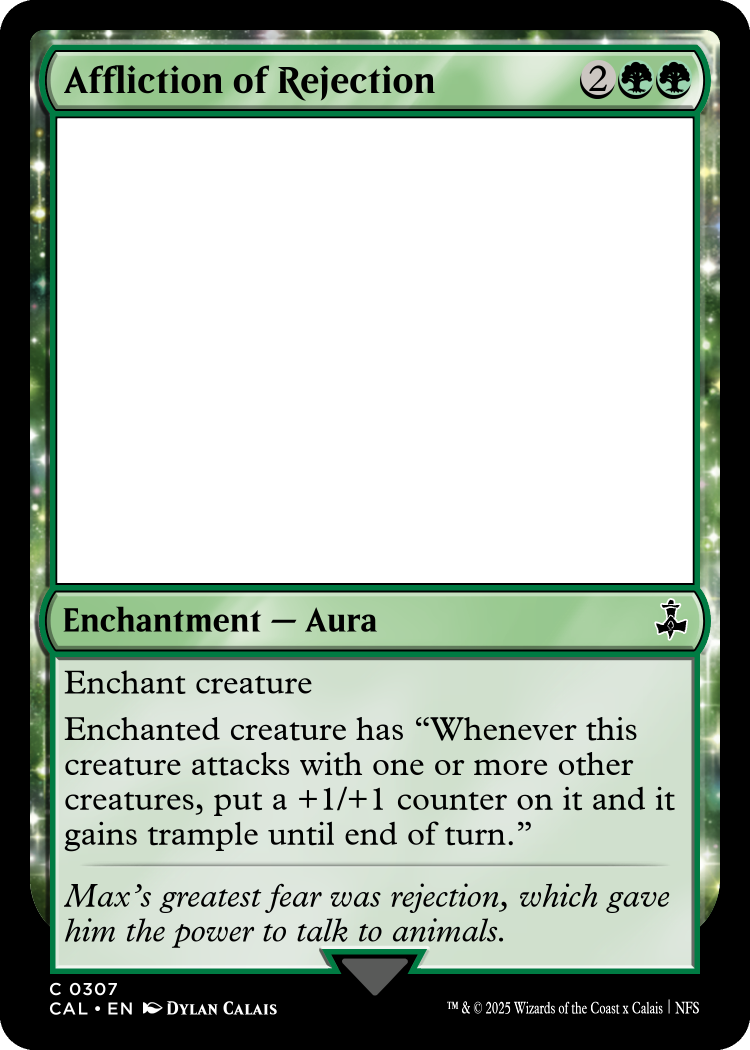 Affliction of Rejection 2
Enchantment — Aura
Enchant creature
Enchanted creature has “Whenever this
creature attacks with one or more other
creatures, put a +1/+1 counter on it and it
gains trample until end of turn.”
Max’s greatest fear was rejection, which gave
him the power to talk to animals.
C 0307
CAL • EN Dylan Calais
™ & © 2025 Wizards of the Coast x Calais | NFS